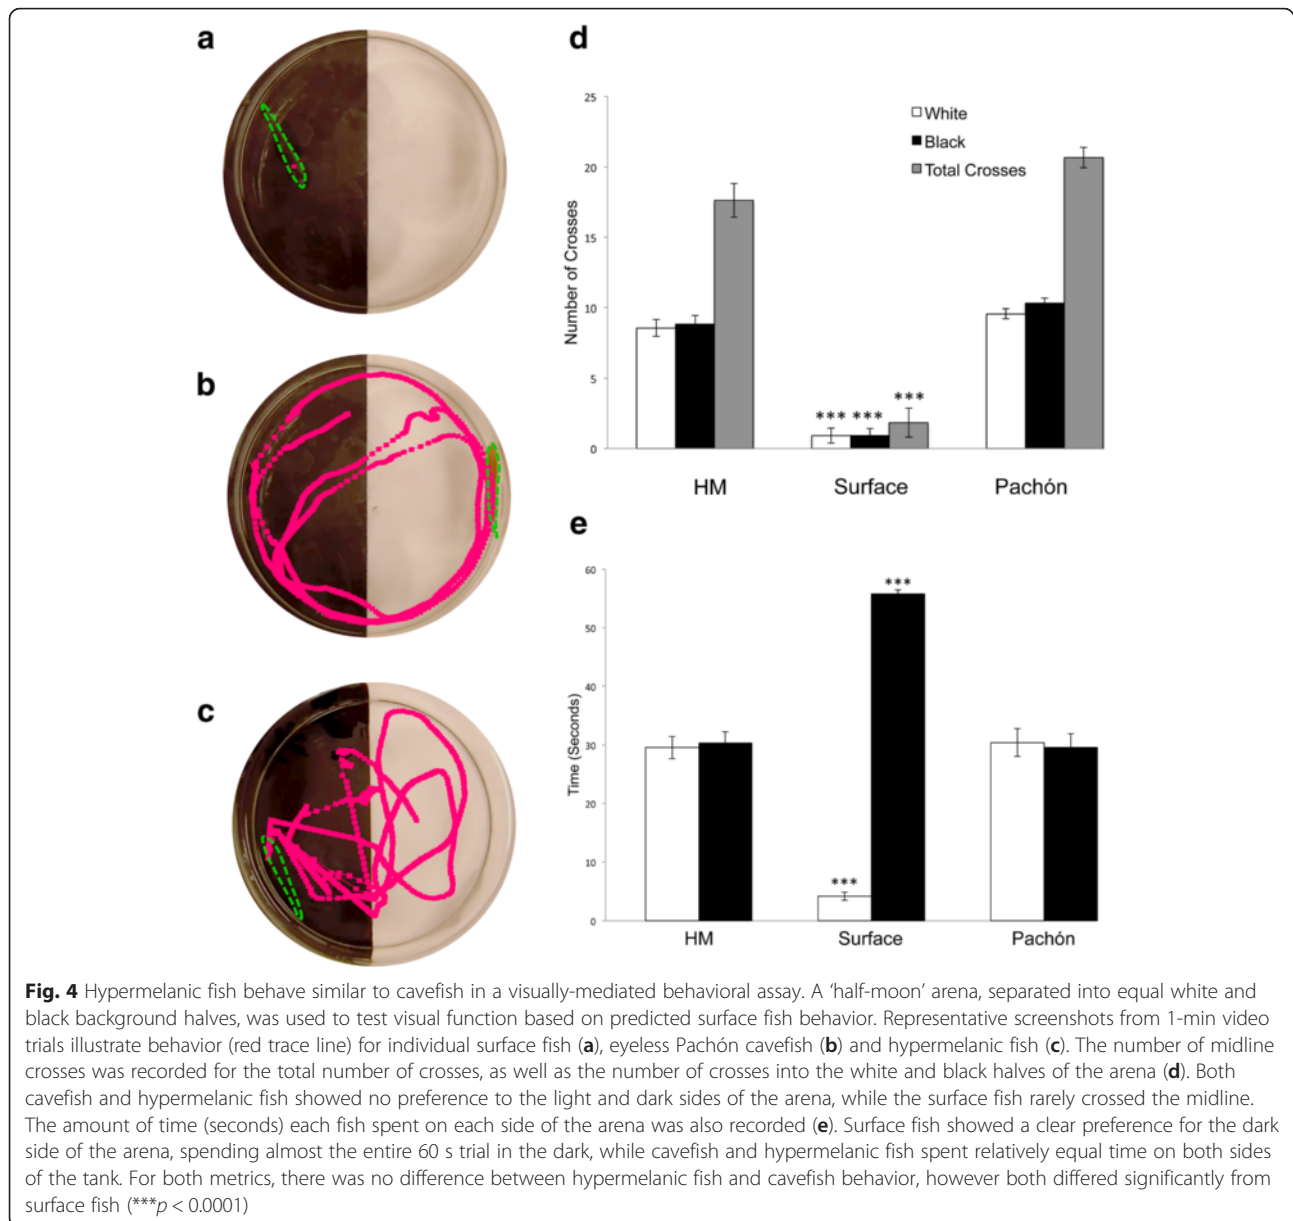 a
b
c
d
25
20
15
10
5
0
Number of Crosses
White
Black
Total Crosses
*** *** ***
HM Surface Pachón
e
60
50
40
30
20
10
0
Time (Seconds)
***
***
HM Surface Pachón
Fig. 4 Hypermelanic fish behave similar to cavefish in a visually-mediated behavioral assay. A ‘half-moon’ arena, separated into equal white and
black background halves, was used to test visual function based on predicted surface fish behavior. Representative screenshots from 1-min video
trials illustrate behavior (red trace line) for individual surface fish (a), eyeless Pachón cavefish (b) and hypermelanic fish (c). The number of midline
crosses was recorded for the total number of crosses, as well as the number of crosses into the white and black halves of the arena (d). Both
cavefish and hypermelanic fish showed no preference to the light and dark sides of the arena, while the surface fish rarely crossed the midline.
The amount of time (seconds) each fish spent on each side of the arena was also recorded (e). Surface fish showed a clear preference for the dark
side of the arena, spending almost the entire 60 s trial in the dark, while cavefish and hypermelanic fish spent relatively equal time on both sides
of the tank. For both metrics, there was no difference between hypermelanic fish and cavefish behavior, however both differed significantly from
surface fish (***p < 0.0001)